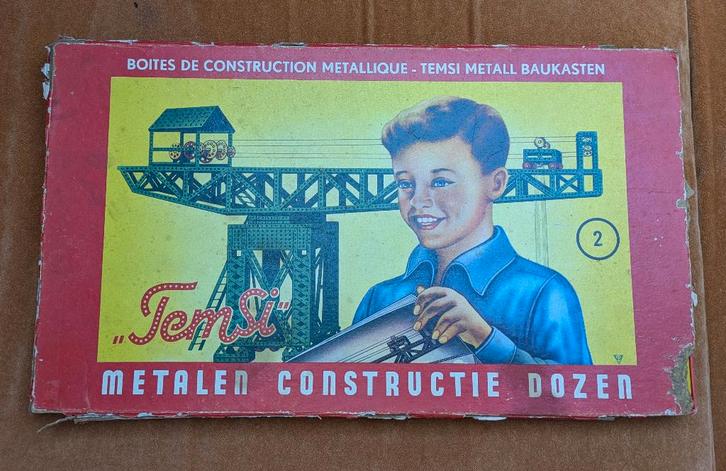 BOITES DE CONSTRUCTION METALLIQUE - TEMSI METALL BAUKASTEN
2
„TemSi"
METALEN CONSTRUCTIE DOZEN